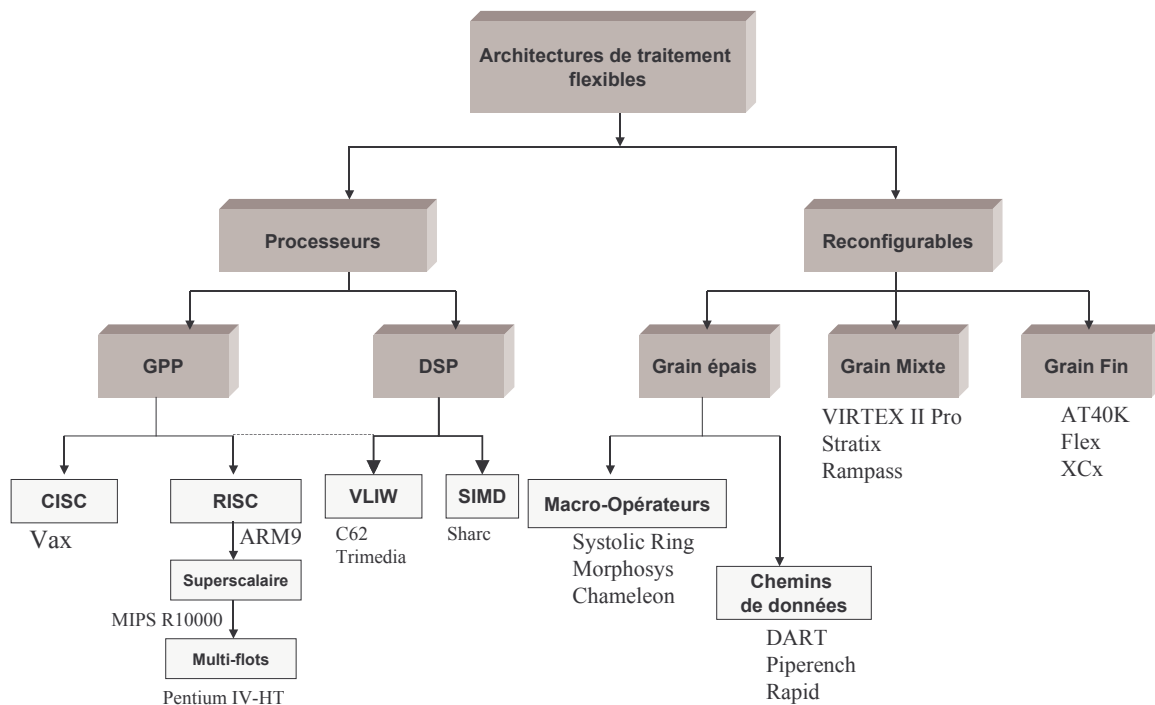 Architectures de traitement
flexibles
Processeurs
Reconfigurables
GPP
DSP
Grain épais
Grain Mixte
Grain Fin
VIRTEX II Pro
Stratix
Rampass
AT40K
Flex
XCx
CISC
Vax
RISC
ARM9
VLIW
C62
Trimedia
SIMD
Sharc
Macro-Opérateurs
Systolic Ring
Morphosys
Chameleon
Superscalaire
MIPS R10000
Multi-flots
Pentium IV-HT
Chemins
de données
DART
Piperench
Rapid